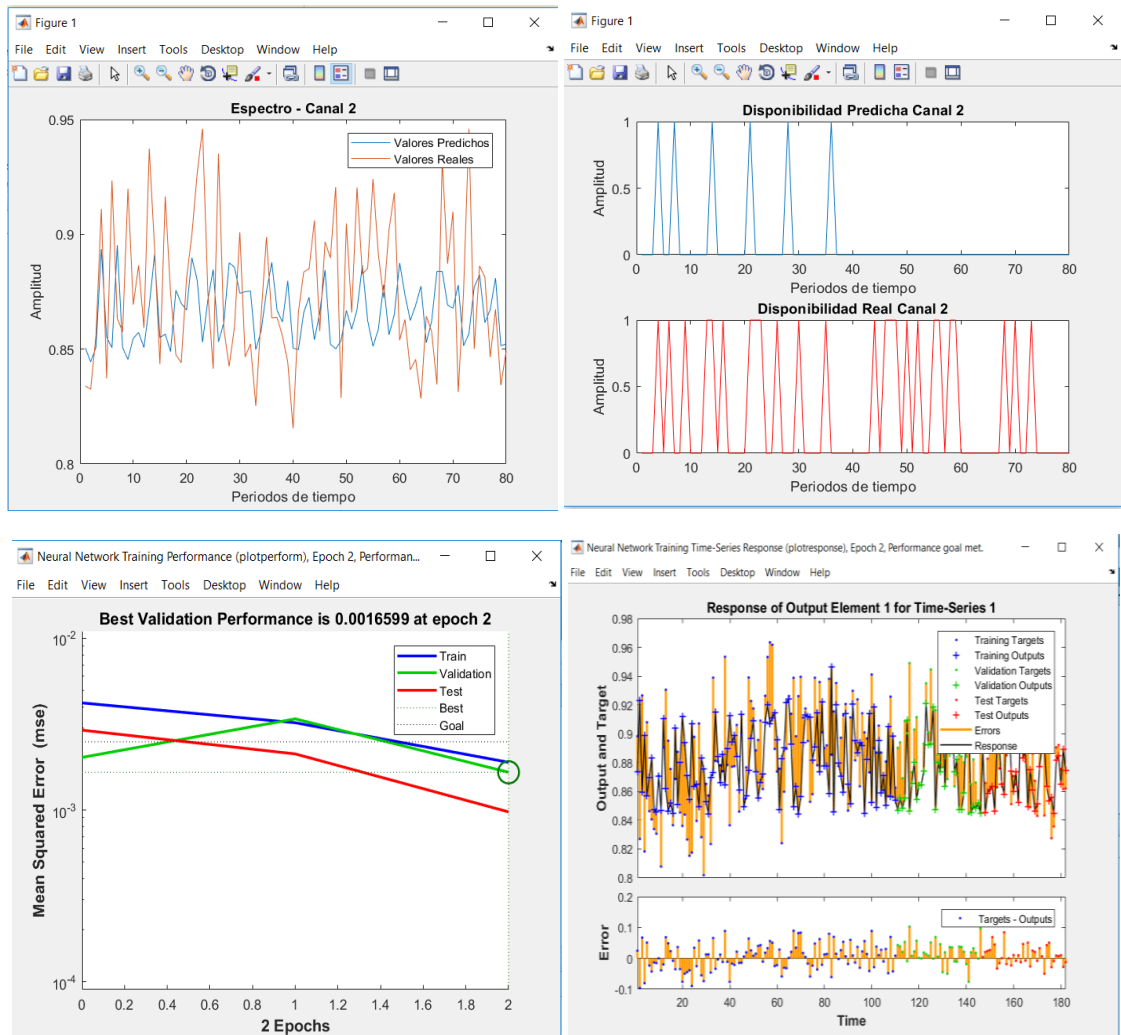 Figure 1
File Edit View Insert Tools Desktop Window Help
Espectro - Canal 2
Valores Predichos
Valores Reales
0.95
0.9
0.85
0.8
Amplitud
0 10 20 30 40 50 60 70 80
Periodos de tiempo
Figure 1
File Edit View Insert Tools Desktop Window Help
Disponibilidad Predicha Canal 2
1
0.5
0
Amplitud
0 10 20 30 40 50 60 70 80
Periodos de tiempo
Disponibilidad Real Canal 2
1
0.5
0
Amplitud
0 10 20 30 40 50 60 70 80
Periodos de tiempo
Neural Network Training Performance (plotperform), Epoch 2, Performan...
File Edit View Insert Tools Desktop Window Help
Best Validation Performance is 0.0016599 at epoch 2
Train
Validation
Test
Best
Goal
10-2
10-3
10-4
Mean Squared Error (mse)
0 0.2 0.4 0.6 0.8 1 1.2 1.4 1.6 1.8 2
2 Epochs
Neural Network Training Time-Series Response (plotresponse), Epoch 2, Performance goal met.
File Edit View Insert Tools Desktop Window Help
Response of Output Element 1 for Time-Series 1
Training Targets
Training Outputs
Validation Targets
Validation Outputs
Test Targets
Test Outputs
Errors
Response
0.98
0.96
0.94
0.92
0.9
0.88
0.86
0.84
0.82
0.8
Output and Target
Targets - Outputs
0.2
0.1
0
-0.1
Error
20 40 60 80 100 120 140 160 180
Time